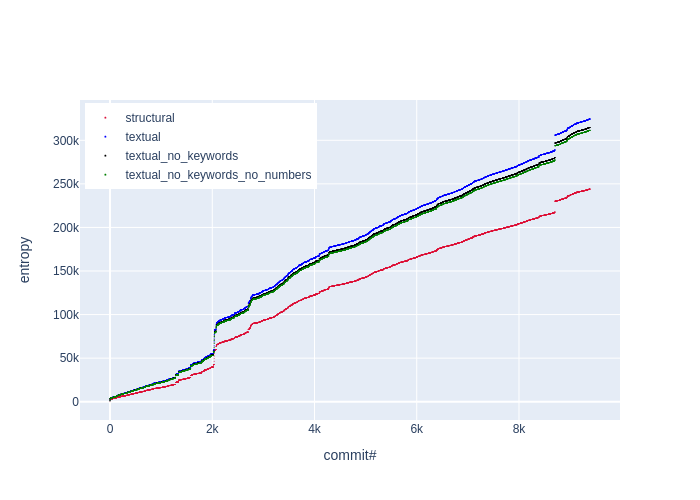 structural
textual
textual_no_keywords
textual_no_keywords_no_numbers
300k
250k
200k
150k
100k
50k
0
entropy
0 2k 4k 6k 8k
commit#